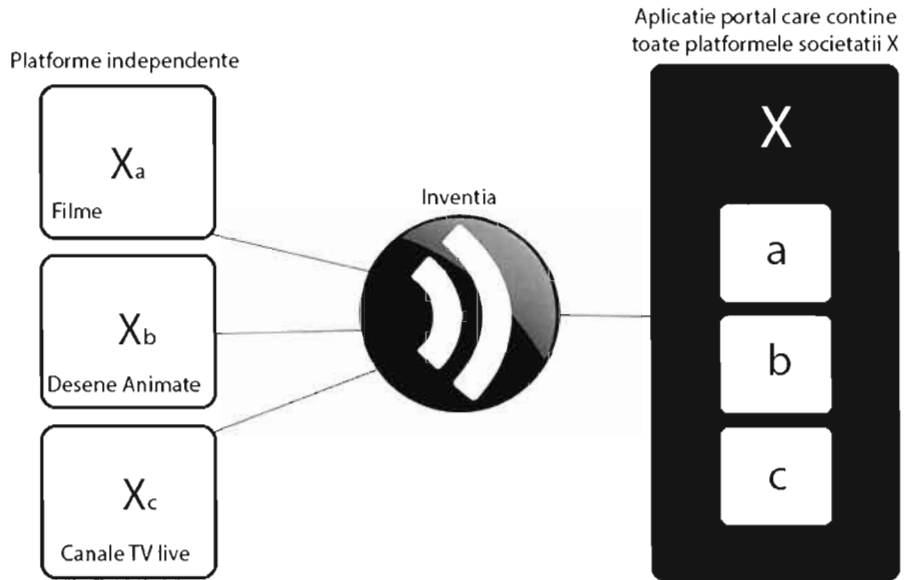 Aplicatie portal care contine
toate platformele societatii X
Platforme independente
Xa
Filme
Xb
Desene Animate
Xc
Canale TV live
Inventia
X
a
b
c